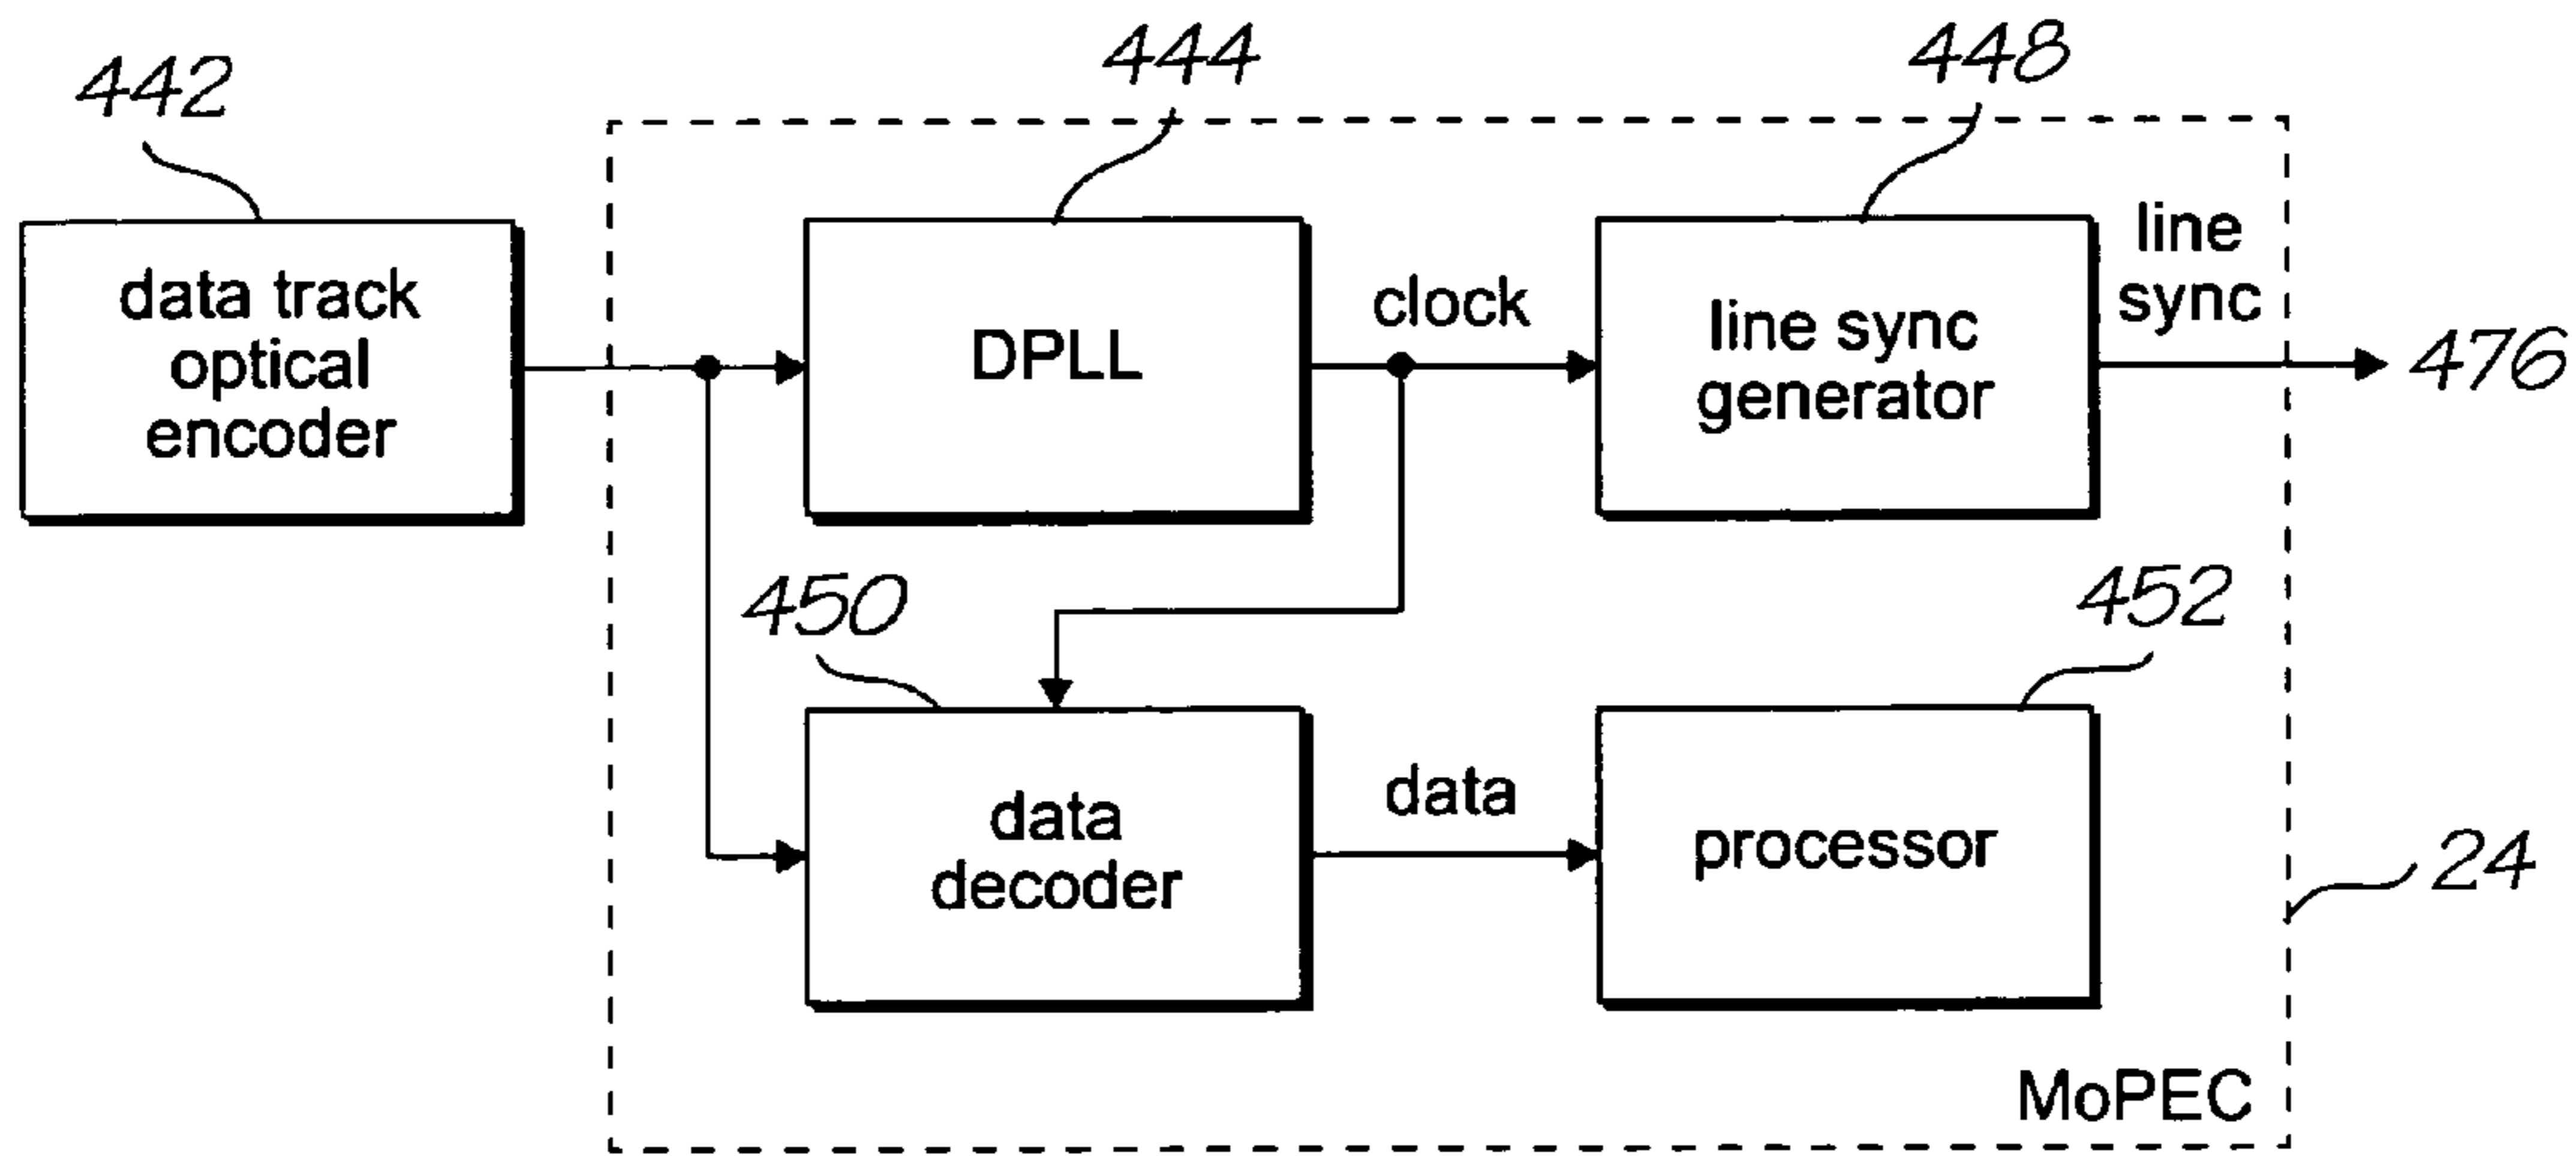 442
444
448
data track
optical
encoder
DPLL
clock
line sync
generator
line
sync
476
450
452
data
decoder
data
processor
24
MoPEC